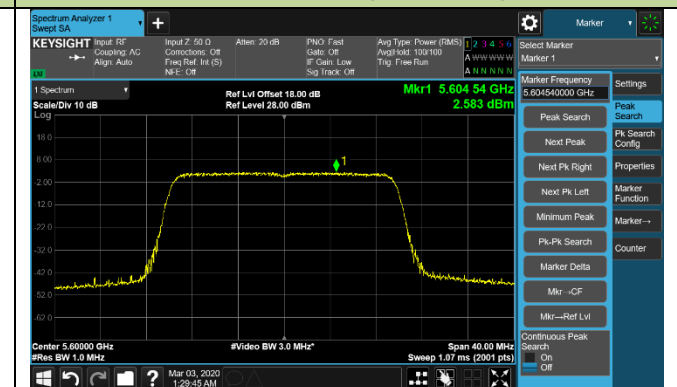 Spectrum Analyzer 1
Swept SA
+
Marker
KEYSIGHT
Input: RF
Coupling: AC
Align: Auto
Input Z: 50 Ω
Corrections: Off
Freq Ref: Int (S)
NFE: Off
Atten: 20 dB
PNO: Fast
Gate: Off
IF Gain: Low
Sig Track: Off
Avg Type: Power (RMS)
Avg|Hold: 100/100
Trig: Free Run
1 2 3 4 5 6
A W W W W W
A N N N N N
LXI
Select Marker
Marker 1
1 Spectrum
Scale/Div 10 dB
Log
Ref Lvl Offset 18.00 dB
Ref Level 28.00 dBm
Mkr1 5.604 54 GHz
2.583 dBm
18.0
8.00
-2.00
-12.0
-22.0
-32.0
-42.0
-52.0
-62.0
1
Center 5.60000 GHz
#Res BW 1.0 MHz
#Video BW 3.0 MHz*
Span 40.00 MHz
Sweep 1.07 ms (2001 pts)
Marker Frequency
5.604540000 GHz
Peak Search
Next Peak
Next Pk Right
Next Pk Left
Minimum Peak
Pk-Pk Search
Marker Delta
Mkr→CF
Mkr→Ref Lvl
Continuous Peak
Search
On
Off
Settings
Peak
Search
Pk Search
Config
Properties
Marker
Function
Marker→
Counter
?
Mar 03, 2020
1:29:45 AM